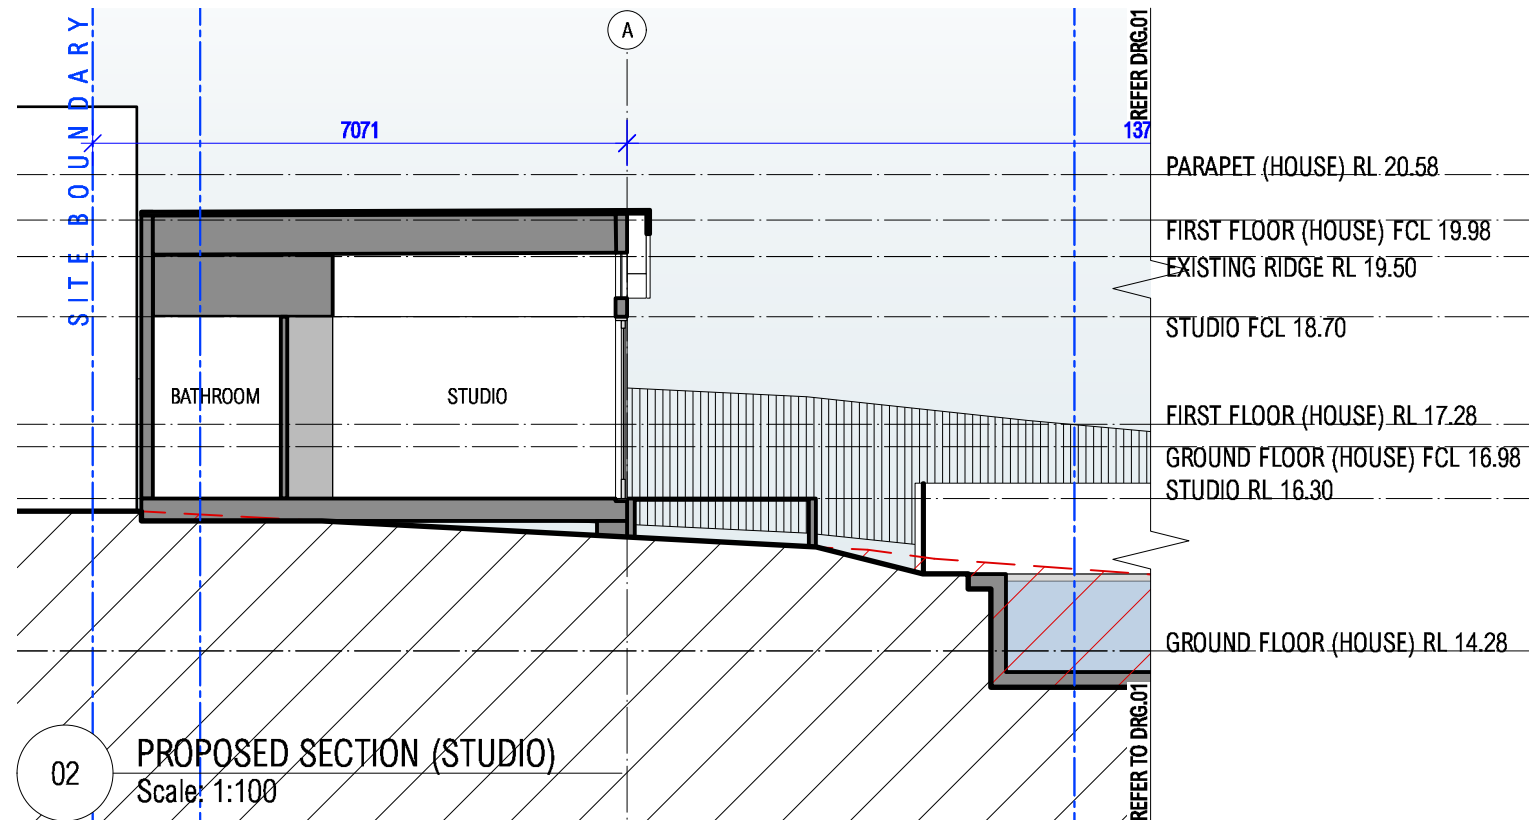 A
SITE BOUNDARY
REFER DRG.01
7071
137
PARAPET (HOUSE) RL 20.58
FIRST FLOOR (HOUSE) FCL 19.98
EXISTING RIDGE RL 19.50
STUDIO FCL 18.70
BATHROOM
STUDIO
FIRST FLOOR (HOUSE) RL 17.28
GROUND FLOOR (HOUSE) FCL 16.98
STUDIO RL 16.30
GROUND FLOOR (HOUSE) RL 14.28
REFER TO DRG.01
02
PROPOSED SECTION (STUDIO)
Scale: 1:100